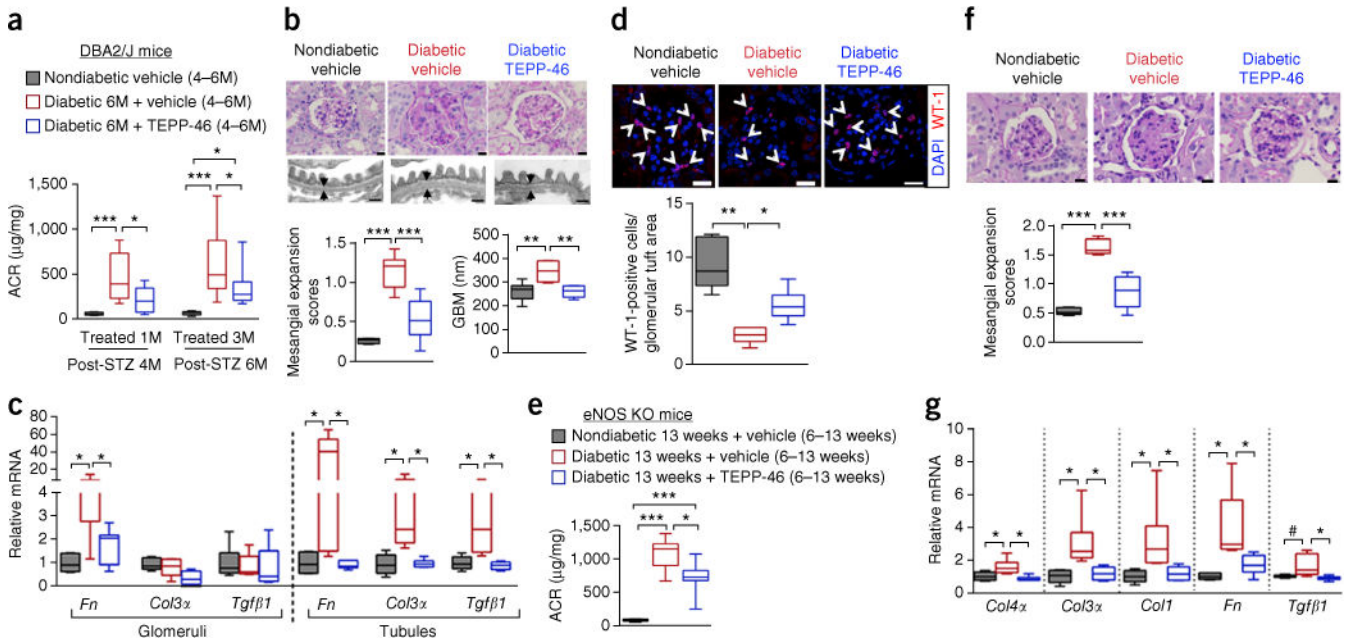 a
DBA2/J mice
Nondiabetic vehicle (4–6M)
Diabetic 6M + vehicle (4–6M)
Diabetic 6M + TEPP-46 (4–6M)
ACR (µg/mg)
1,500
1,000
500
0
***
*
***
*
*
Treated 1M
Treated 3M
Post-STZ 4M
Post-STZ 6M
b
Nondiabetic
vehicle
Diabetic
vehicle
Diabetic
TEPP-46
Mesangial expansion
scores
1.5
1.0
0.5
0
***
***
GBM (nm)
500
400
300
200
100
0
**
**
c
Relative mRNA
80
60
40
20
4
3
2
1
0
*
*
*
*
*
*
*
*
Fn
Col3α
Tgfβ1
Fn
Col3α
Tgfβ1
Glomeruli
Tubules
d
Nondiabetic
vehicle
Diabetic
vehicle
Diabetic
TEPP-46
DAPI WT-1
WT-1-positive cells/
glomerular tuft area
15
10
5
0
**
*
e
eNOS KO mice
Nondiabetic 13 weeks + vehicle (6–13 weeks)
Diabetic 13 weeks + vehicle (6–13 weeks)
Diabetic 13 weeks + TEPP-46 (6–13 weeks)
ACR (µg/mg)
1,500
1,000
500
0
***
***
*
f
Nondiabetic
vehicle
Diabetic
vehicle
Diabetic
TEPP-46
Mesangial expansion
scores
2.0
1.5
1.0
0.5
0
***
***
g
Relative mRNA
10
8
6
4
2
0
*
*
*
*
*
*
*
*
#
*
Col4α
Col3α
Col1
Fn
Tgfβ1